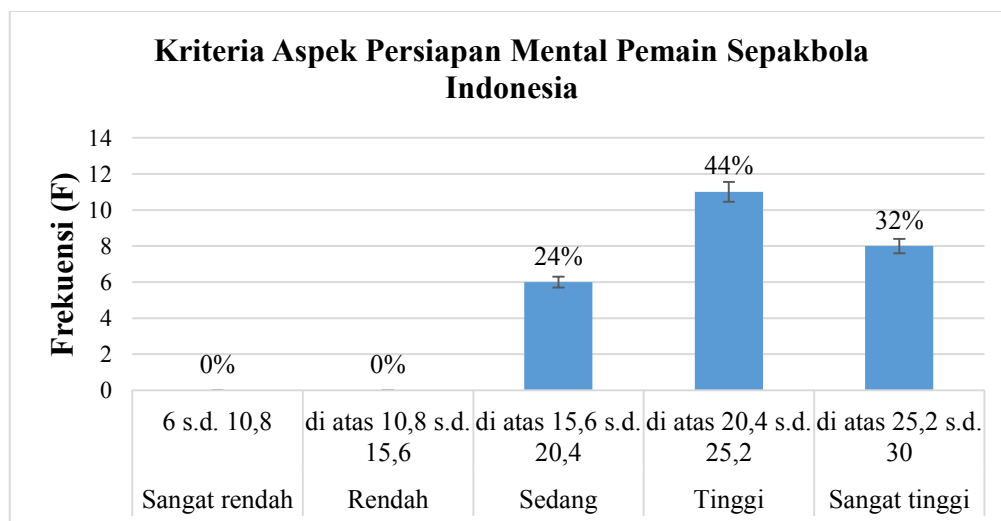 Kriteria Aspek Persiapan Mental Pemain Sepakbola
Indonesia
Frekuensi (F)
14
12
10
8
6
4
2
0
0%
0%
24%
44%
32%
6 s.d. 10,8
di atas 10,8 s.d.
15,6
di atas 15,6 s.d.
20,4
di atas 20,4 s.d.
25,2
di atas 25,2 s.d.
30
Sangat rendah
Rendah
Sedang
Tinggi
Sangat tinggi